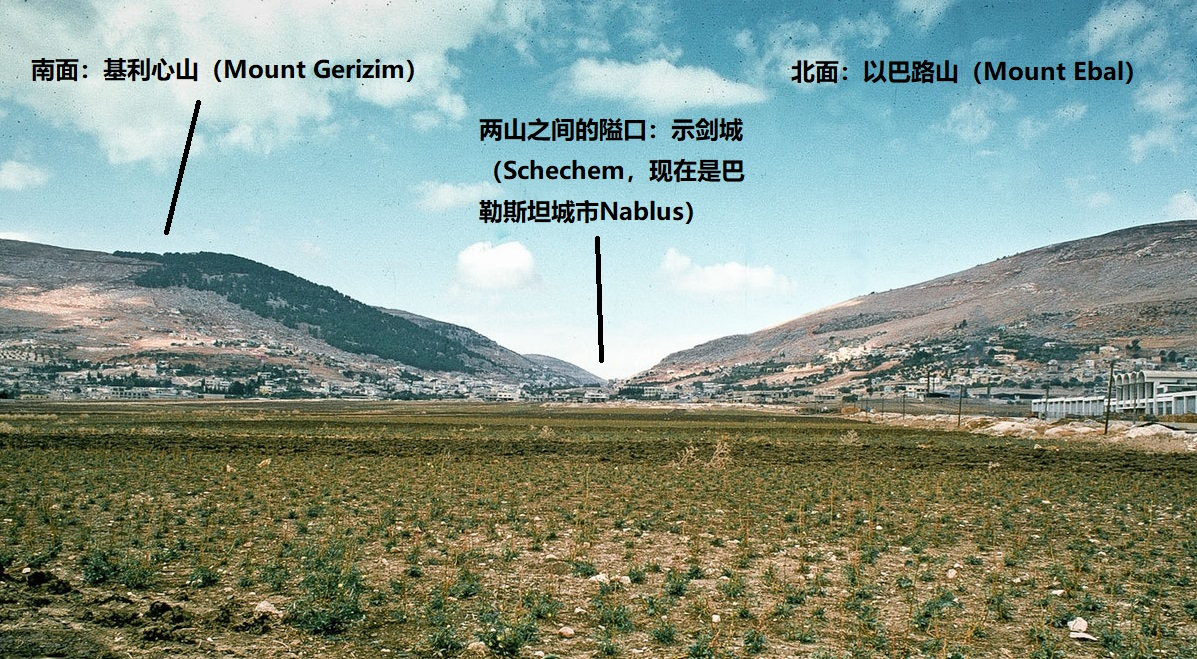 南面：基利心山（Mount Gerizim）
北面：以巴路山（Mount Ebal）
两山之间的隘口：示剑城
（Schechem，现在是巴
勒斯坦城市Nablus）